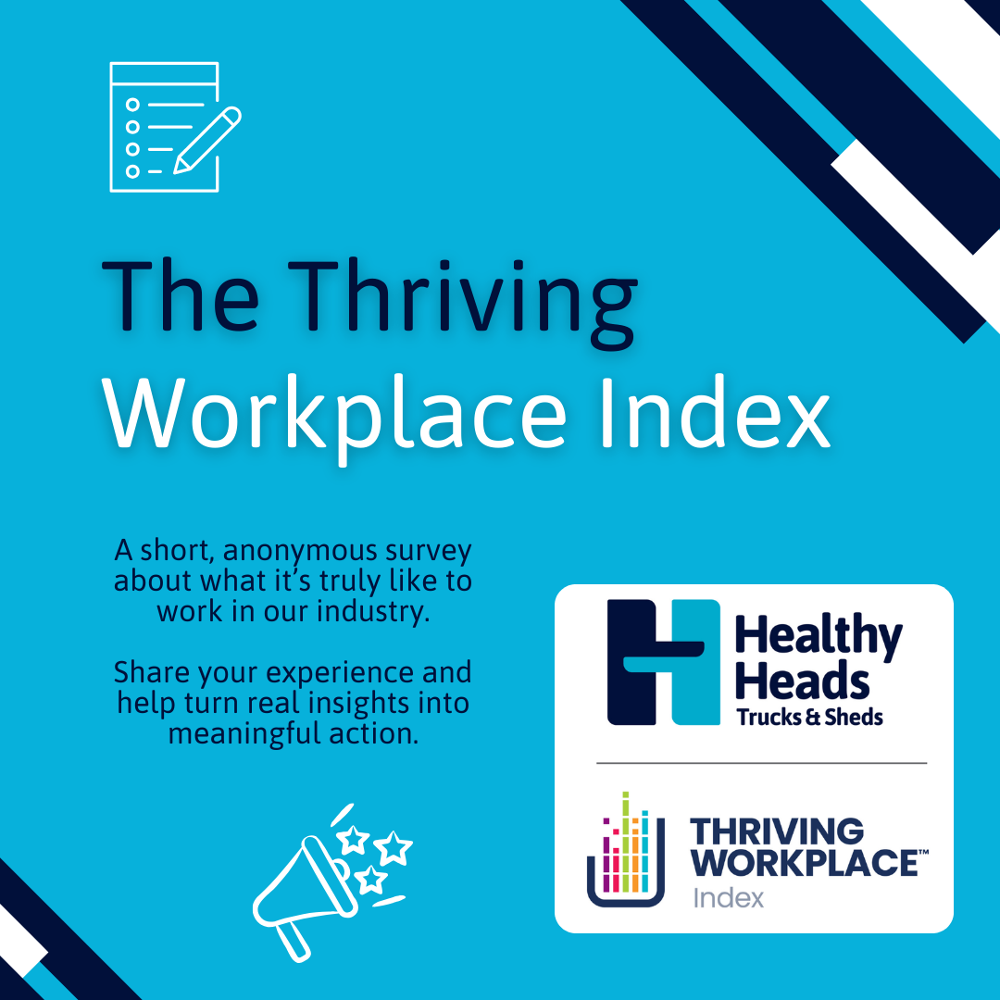 The Thriving
Workplace Index
A short, anonymous survey
about what it’s truly like to
work in our industry.
Share your experience and
help turn real insights into
meaningful action.
Healthy
Heads
Trucks & Sheds
THRIVING
WORKPLACE™
Index